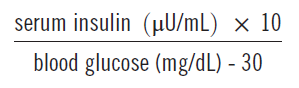 serum insulin (μU/mL) × 10
blood glucose (mg/dL) - 30